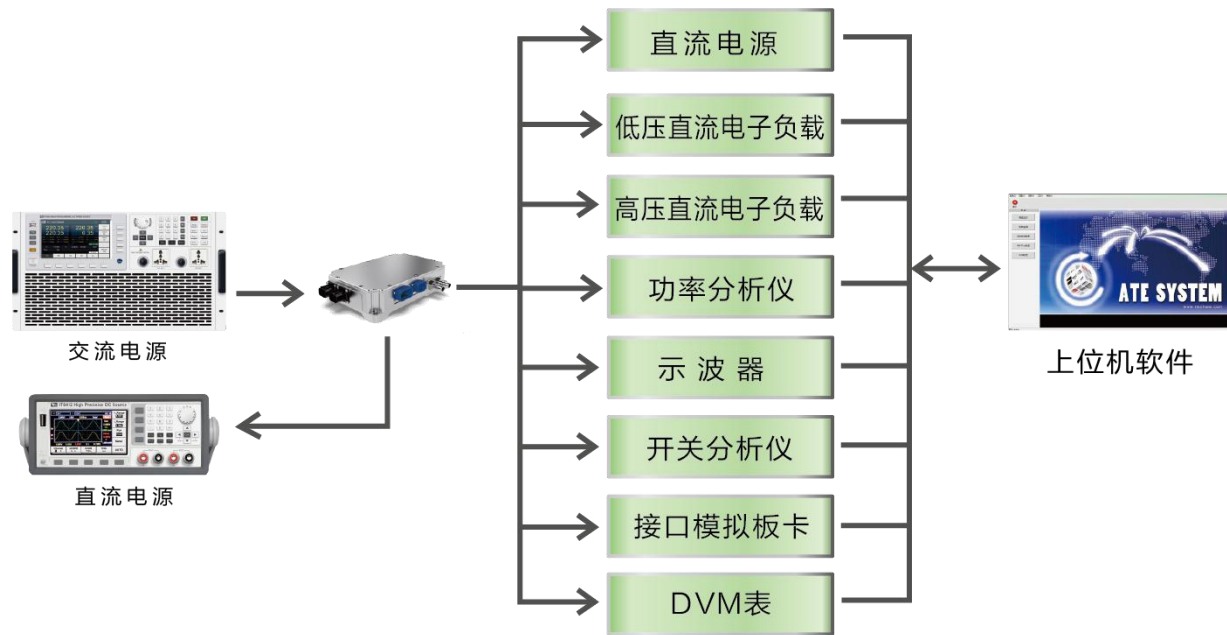 直流电源
低压直流电子负载
高压直流电子负载
功率分析仪
示波器
开关分析仪
接口模拟板卡
DVM表
交流电源
直流电源
ATE SYSTEM
上位机软件